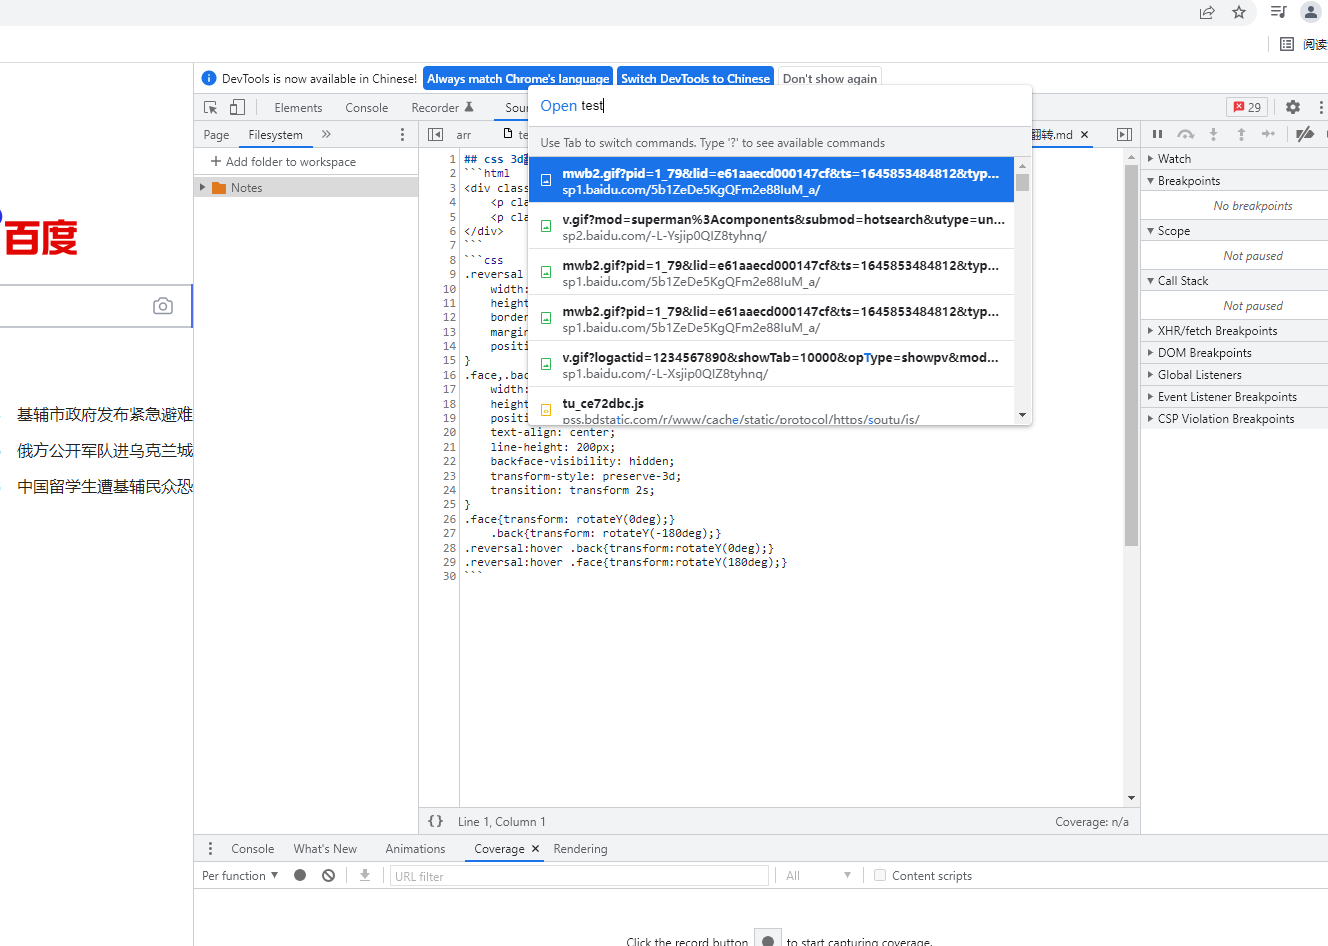 阅读
DevTools is now available in Chinese!
Always match Chrome's language
Switch DevTools to Chinese
Don't show again
Elements
Console
Recorder
Sour
29
Open test
Use Tab to switch commands. Type '?' to see available commands
mwb2.gif?pid=1_79&lid=e61aaecd000147cf&ts=1645853484812&typ...
sp1.baidu.com/5b1ZeDe5KgQFm2e88IuM_a/
v.gif?mod=superman%3Acomponents&submod=hotsearch&utype=un...
sp2.baidu.com/-L-Ysjip0QIZ8tyhnq/
mwb2.gif?pid=1_79&lid=e61aaecd000147cf&ts=1645853484812&typ...
sp1.baidu.com/5b1ZeDe5KgQFm2e88IuM_a/
mwb2.gif?pid=1_79&lid=e61aaecd000147cf&ts=1645853484812&typ...
sp1.baidu.com/5b1ZeDe5KgQFm2e88IuM_a/
v.gif?logactid=1234567890&showTab=10000&opType=showpv&mod...
sp1.baidu.com/-L-Xsjip0QIZ8tyhnq/
tu_ce72dbc.js
pss.bdstatic.com/r/www/cache/static/protocol/https/soutu/js/
Page
Filesystem
»
arr
te
翻转.md
Add folder to workspace
Notes
百度
基辅市政府发布紧急避难
俄方公开军队进乌克兰城
中国留学生遭基辅民众恐
1 ## css 3d
2 ```html
3 <div class
4 <p cla
5 <p cla
6 </div>
7 ```
8 ```css
9 .reversal
10 width:
11 height
12 border
13 margin
14 positi
15 }
16 .face,.bac
17 width:
18 height
19 positi
20 text-align: center;
21 line-height: 200px;
22 backface-visibility: hidden;
23 transform-style: preserve-3d;
24 transition: transform 2s;
25 }
26 .face{transform: rotateY(0deg);}
27 .back{transform: rotateY(-180deg);}
28 .reversal:hover .back{transform:rotateY(0deg);}
29 .reversal:hover .face{transform:rotateY(180deg);}
30 ```
{} Line 1, Column 1
Coverage: n/a
Watch
Breakpoints
No breakpoints
Scope
Not paused
Call Stack
Not paused
XHR/fetch Breakpoints
DOM Breakpoints
Global Listeners
Event Listener Breakpoints
CSP Violation Breakpoints
Console
What's New
Animations
Coverage
Rendering
Per function
URL filter
All
Content scripts
Click the record button
to start capturing coverage.